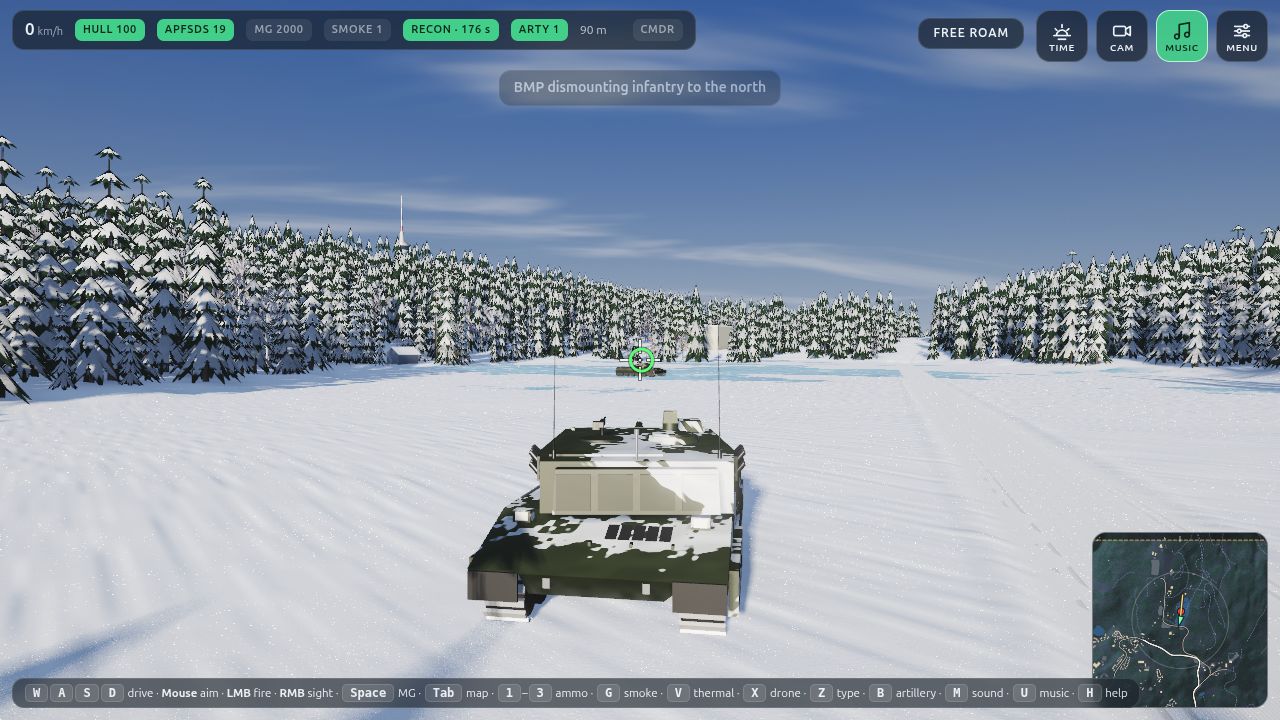 0 km/h HULL 100 APFSDS 19 MG 2000 SMOKE 1 RECON · 176 s ARTY 1 90 m CMDR
FREE ROAM TIME CAM MUSIC MENU
BMP dismounting infantry to the north
W A S D drive · Mouse aim · LMB fire · RMB sight · Space MG · Tab map · 1 – 3 ammo · G smoke · V thermal · X drone · Z type · B artillery · M sound · U music · H help